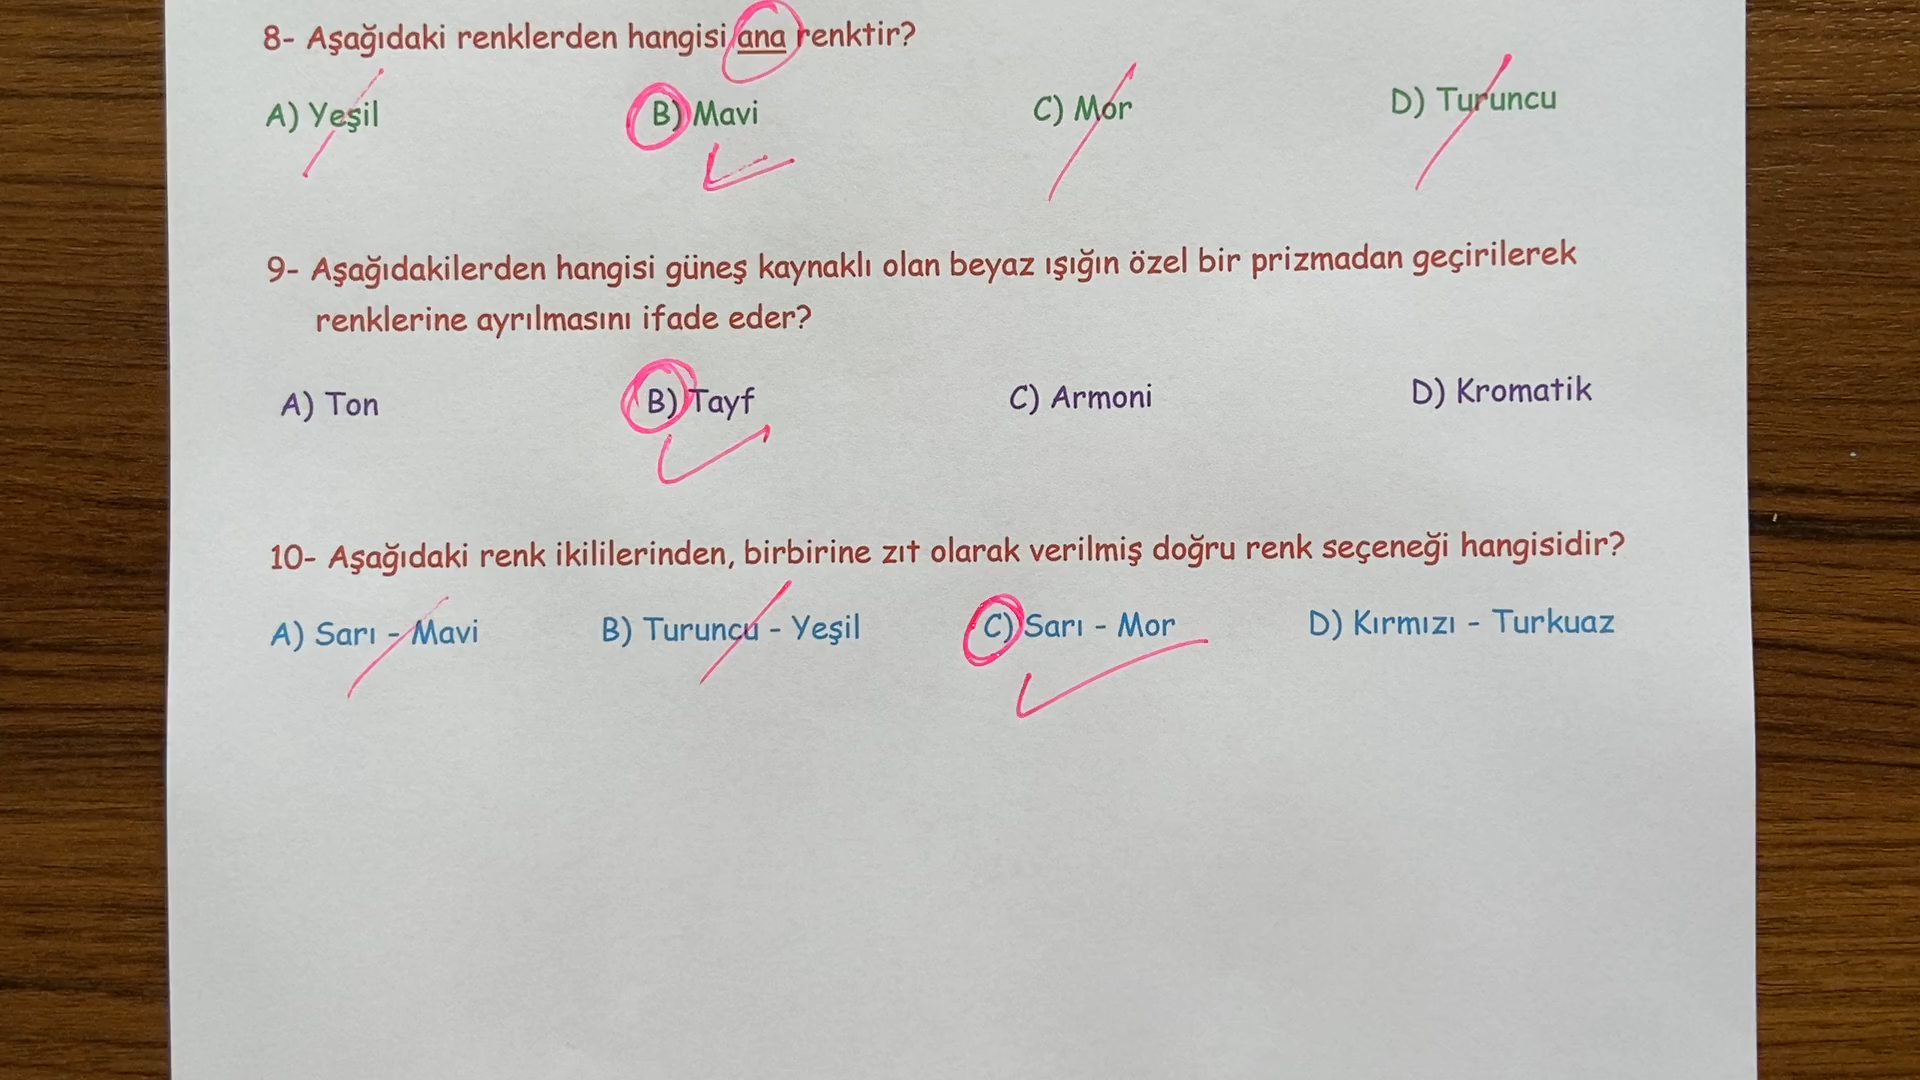 8- Aşağıdaki renklerden hangisi ana renktir?
A) Yeşil B) Mavi C) Mor D) Turuncu
9- Aşağıdakilerden hangisi güneş kaynaklı olan beyaz ışığın özel bir prizmadan geçirilerek
renklerine ayrılmasını ifade eder?
A) Ton B) Tayf C) Armoni D) Kromatik
10- Aşağıdaki renk ikililerinden, birbirine zıt olarak verilmiş doğru renk seçeneği hangisidir?
A) Sarı - Mavi B) Turuncu - Yeşil C) Sarı - Mor D) Kırmızı - Turkuaz